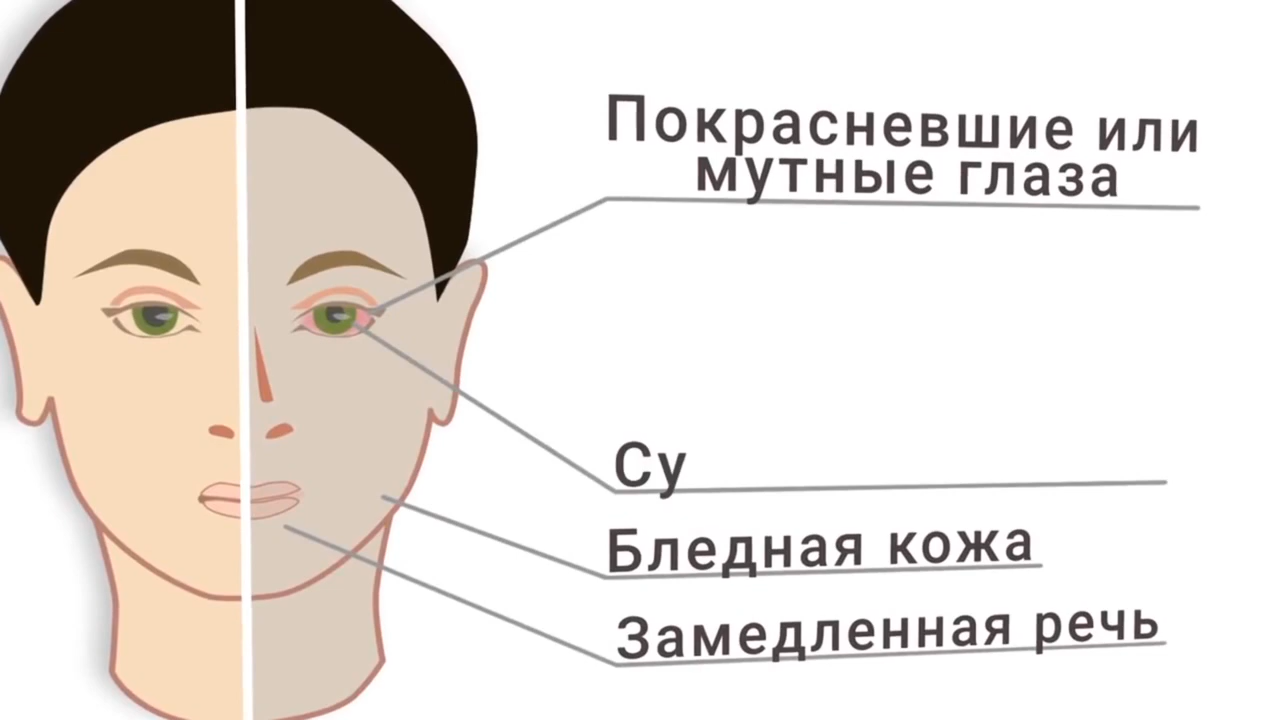 Покрасневшие или
мутные глаза
Су
Бледная кожа
Замедленная речь